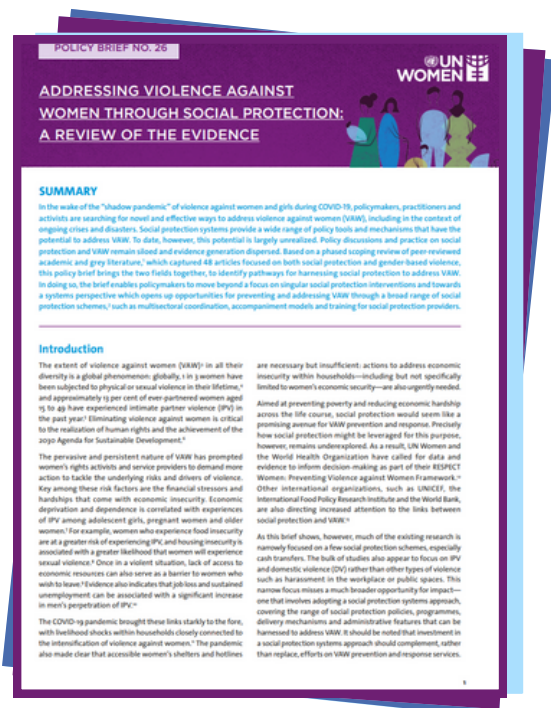 POLICY BRIEF NO. 26
UN
WOMEN
ADDRESSING VIOLENCE AGAINST
WOMEN THROUGH SOCIAL PROTECTION:
A REVIEW OF THE EVIDENCE
SUMMARY
In the wake of the “shadow pandemic” of violence against women and girls during COVID-19, policymakers, practitioners and
activists are searching for novel and effective ways to address violence against women (VAW), including in the context of
ongoing crises and disasters. Social protection systems provide a wide range of policy tools and mechanisms that have the
potential to address VAW. To date, however, this potential is largely unrealized. Policy discussions and practice on social
protection and VAW remain siloed and evidence generation dispersed. Based on a phased scoping review of peer-reviewed
academic and grey literature,¹ which captured 48 articles focused on both social protection and gender-based violence,
this policy brief brings the two fields together, to identify pathways for harnessing social protection to address VAW.
In doing so, the brief enables policymakers to move beyond a focus on singular social protection interventions and towards
a systems perspective which opens up opportunities for preventing and addressing VAW through a broad range of social
protection schemes,² such as multisectoral coordination, accompaniment models and training for social protection providers.
Introduction
The extent of violence against women (VAW)³ in all their
diversity is a global phenomenon: globally, 1 in 3 women have
been subjected to physical or sexual violence in their lifetime,⁴
and approximately 13 per cent of ever-partnered women aged
15 to 49 have experienced intimate partner violence (IPV) in
the past year.⁵ Eliminating violence against women is critical
to the realization of human rights and the achievement of the
2030 Agenda for Sustainable Development.⁶
The pervasive and persistent nature of VAW has prompted
women’s rights activists and service providers to demand more
action to tackle the underlying risks and drivers of violence.
Key among these risk factors are the financial stressors and
hardships that come with economic insecurity. Economic
deprivation and dependence is correlated with experiences
of IPV among adolescent girls, pregnant women and older
women.⁷ For example, women who experience food insecurity
are at a greater risk of experiencing IPV, and housing insecurity is
associated with a greater likelihood that women will experience
sexual violence.⁸ Once in a violent situation, lack of access to
economic resources can also serve as a barrier to women who
wish to leave.⁹ Evidence also indicates that job loss and sustained
unemployment can be associated with a significant increase
in men’s perpetration of IPV.¹⁰
The COVID-19 pandemic brought these links starkly to the fore,
with livelihood shocks within households closely connected to
the intensification of violence against women.¹¹ The pandemic
also made clear that accessible women’s shelters and hotlines
are necessary but insufficient: actions to address economic
insecurity within households—including but not specifically
limited to women’s economic security—are also urgently needed.
Aimed at preventing poverty and reducing economic hardship
across the life course, social protection would seem like a
promising avenue for VAW prevention and response. Precisely
how social protection might be leveraged for this purpose,
however, remains underexplored. As a result, UN Women and
the World Health Organization have called for data and
evidence to inform decision-making as part of their RESPECT
Women: Preventing Violence against Women Framework.
Other international organizations, such as UNICEF, the
International Food Policy Research Institute and the World Bank,
are also directing increased attention to the links between
social protection and VAW.
As this brief shows, however, much of the existing research is
narrowly focused on a few social protection schemes, especially
cash transfers. The bulk of studies also appear to focus on IPV
and domestic violence (DV) rather than other types of violence
such as harassment in the workplace or public spaces. This
narrow focus misses a much broader opportunity for impact—
one that involves adopting a social protection systems approach,
covering the range of social protection policies, programmes,
delivery mechanisms and administrative features that can be
harnessed to address VAW. It should be noted that investment in
a social protection systems approach should complement, rather
than replace, efforts on VAW prevention and response services.